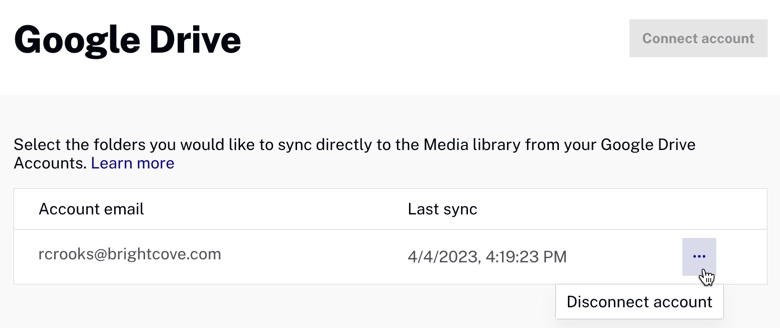 Google Drive
Connect account
Select the folders you would like to sync directly to the Media library from your Google Drive
Accounts. Learn more
Account email Last sync
rcrooks@brightcove.com 4/4/2023, 4:19:23 PM ...
Disconnect account